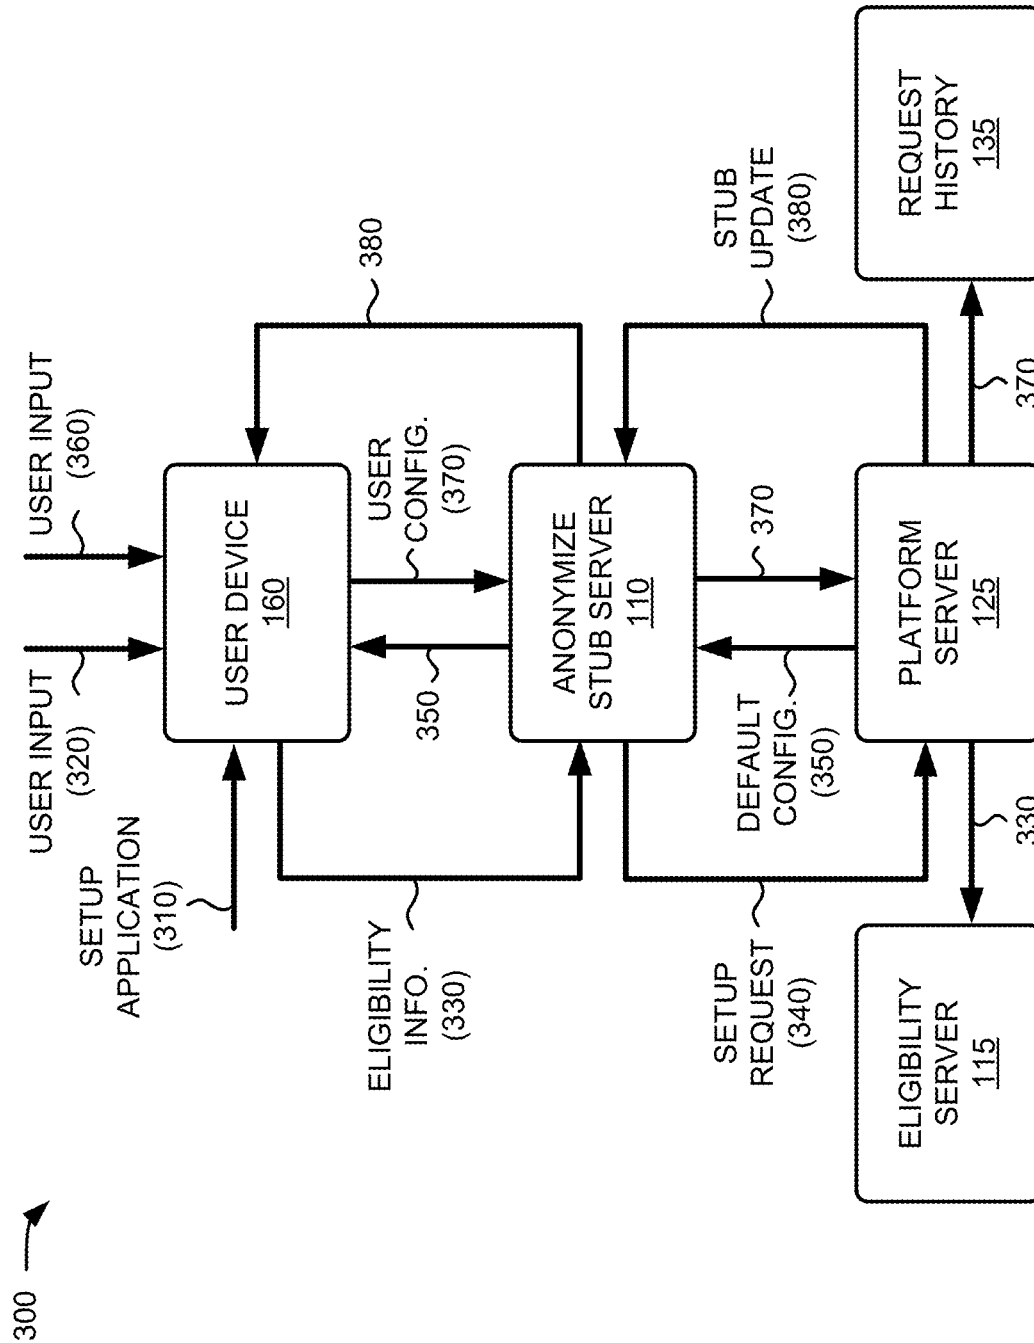 300
SETUP
APPLICATION
(310)
USER INPUT
(320)
USER INPUT
(360)
USER DEVICE
160
ELIGIBILITY
INFO.
(330)
350
USER
CONFIG.
(370)
380
ANONYMIZE
STUB SERVER
110
SETUP
REQUEST
(340)
DEFAULT
CONFIG.
(350)
370
STUB
UPDATE
(380)
ELIGIBILITY
SERVER
115
330
PLATFORM
SERVER
125
370
REQUEST
HISTORY
135